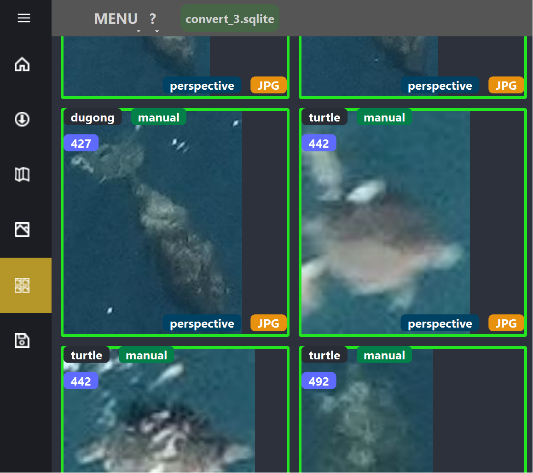 MENU ? convert_3.sqlite
perspective JPG perspective JPG
dugong manual turtle manual
427 442
perspective JPG perspective JPG
turtle manual turtle manual
442 492